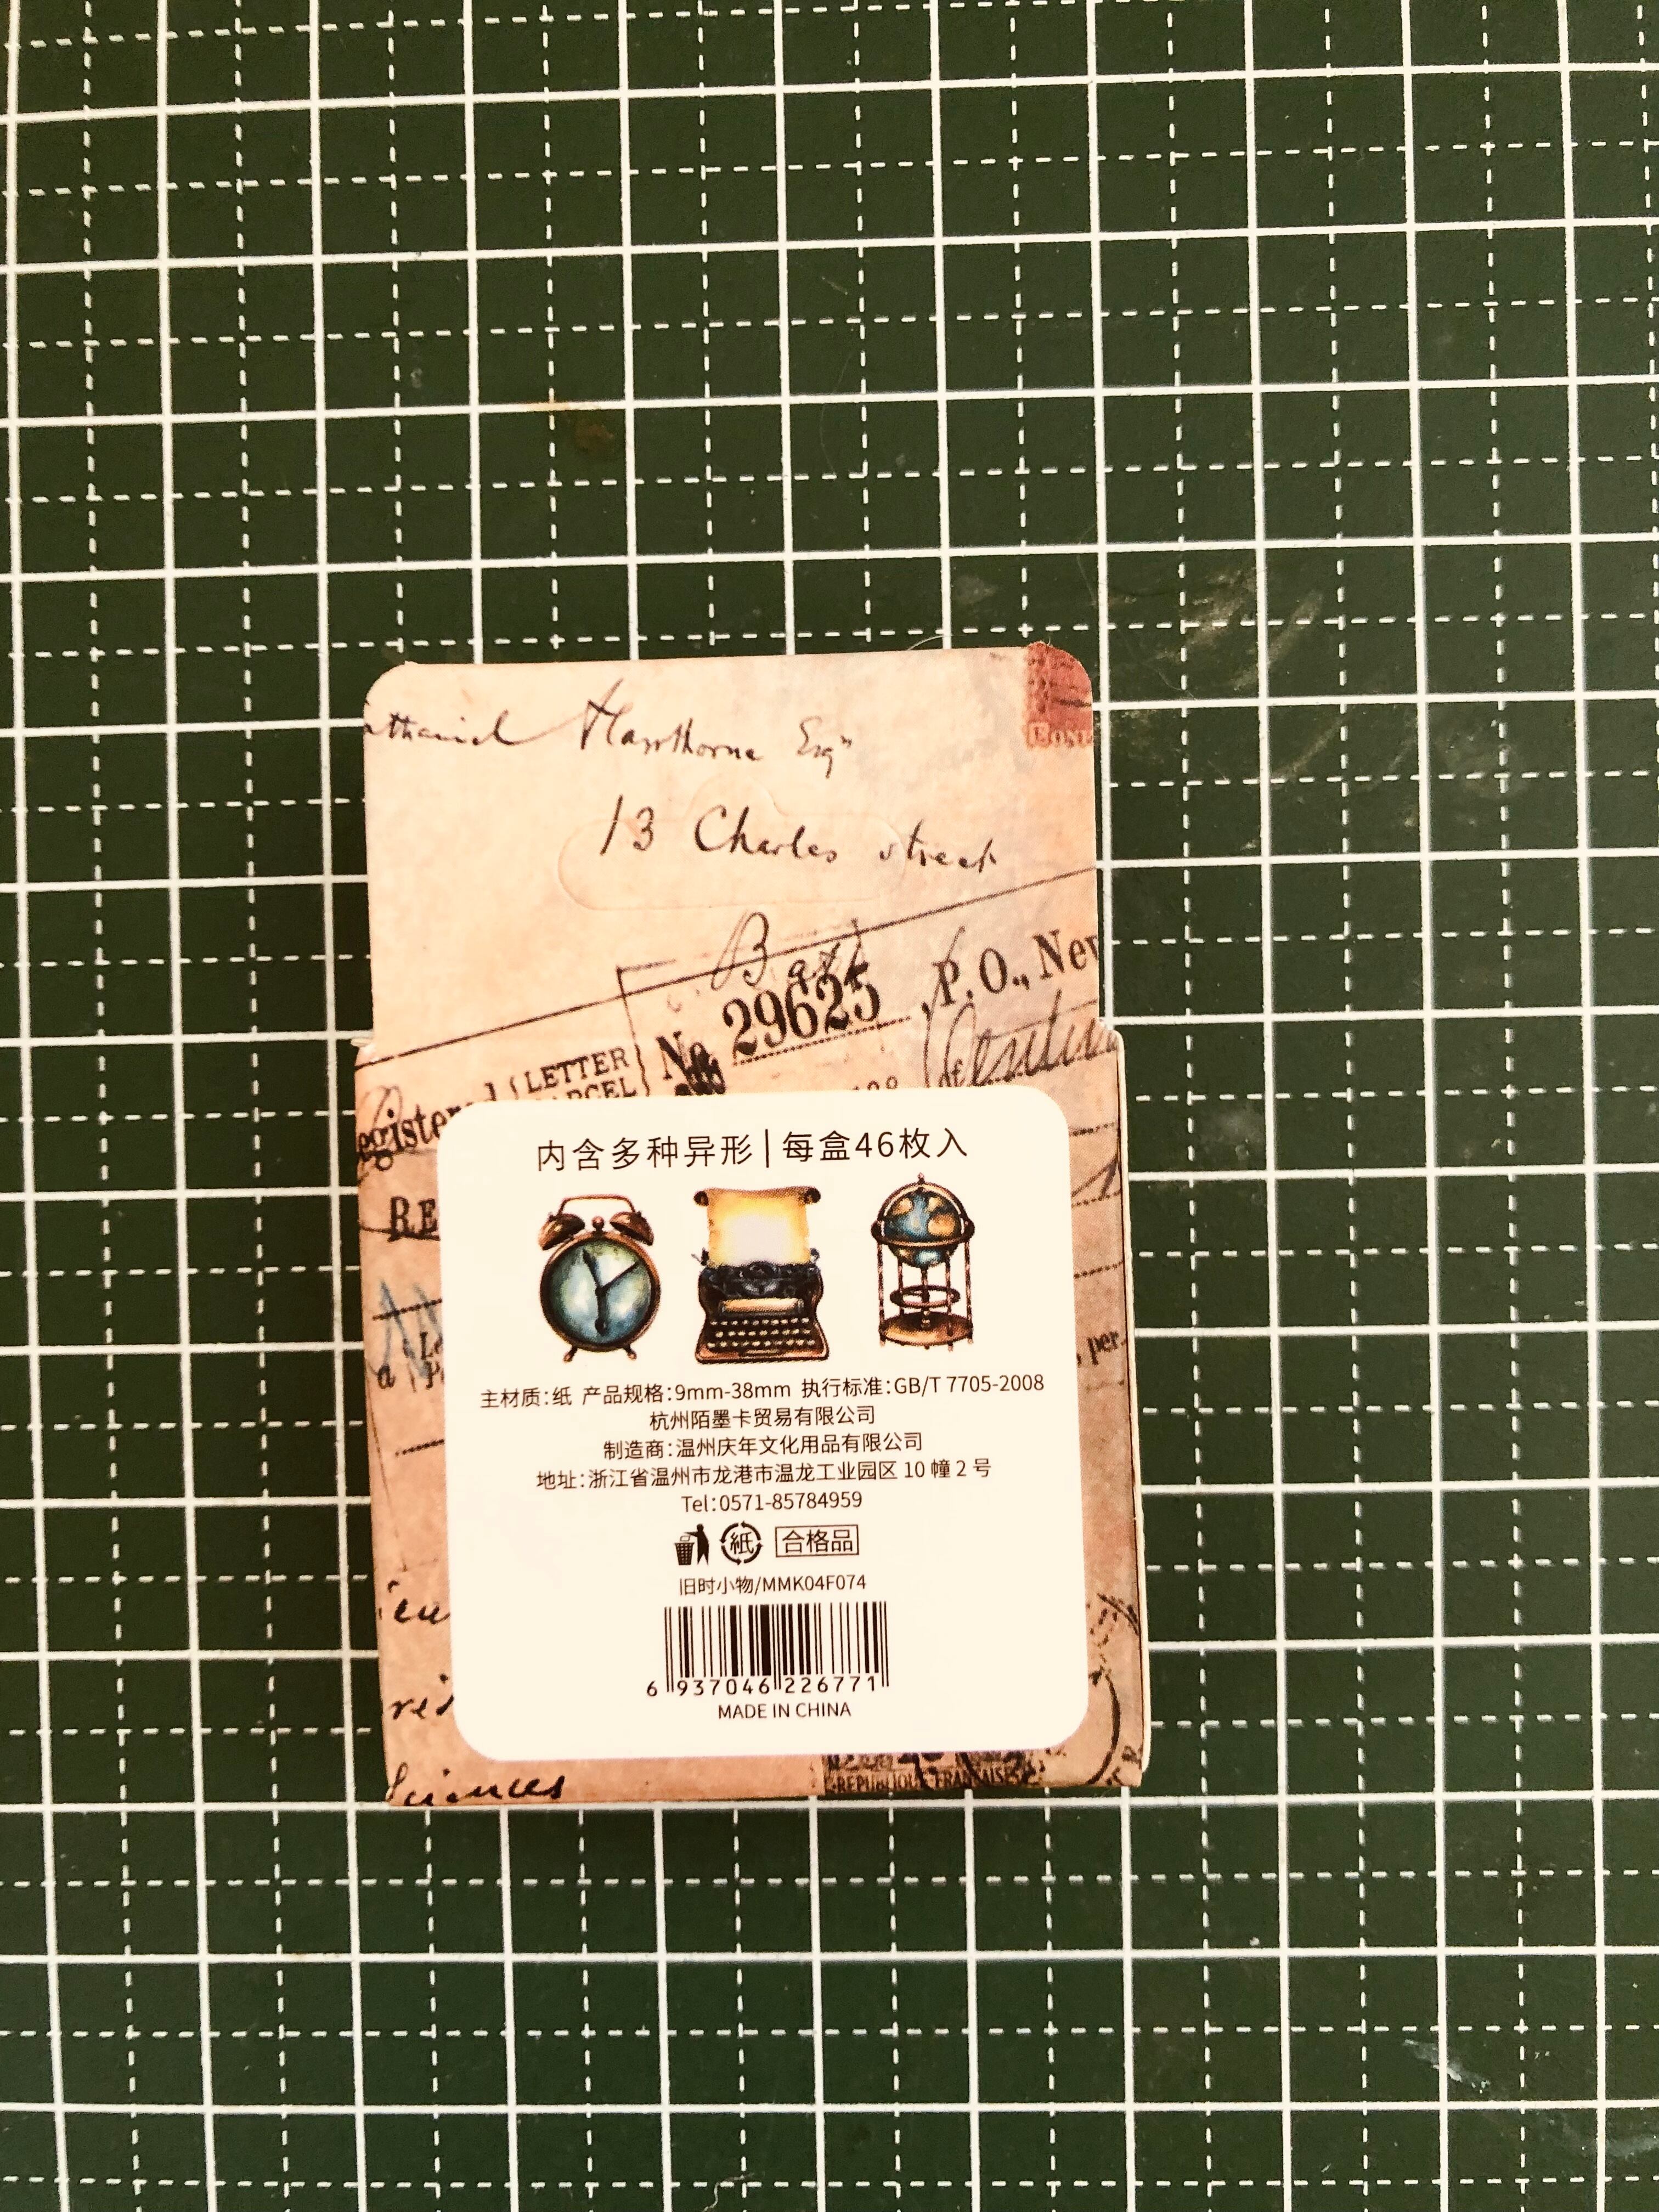 Hawthorne Esqr
13 Charles street
No 29625 , P.O., New
LETTER
内含多种异形|每盒46枚入
主材质:纸 产品规格:9mm-38mm 执行标准:GB/T 7705-2008
杭州陌墨卡贸易有限公司
制造商:温州庆年文化用品有限公司
地址:浙江省温州市龙港市温龙工业园区 10 幢 2 号
Tel:0571-85784959
紙 合格品
旧时小物/MMK04F074
6 937046 226771
MADE IN CHINA
REPUBLIQUE FRANCAISE